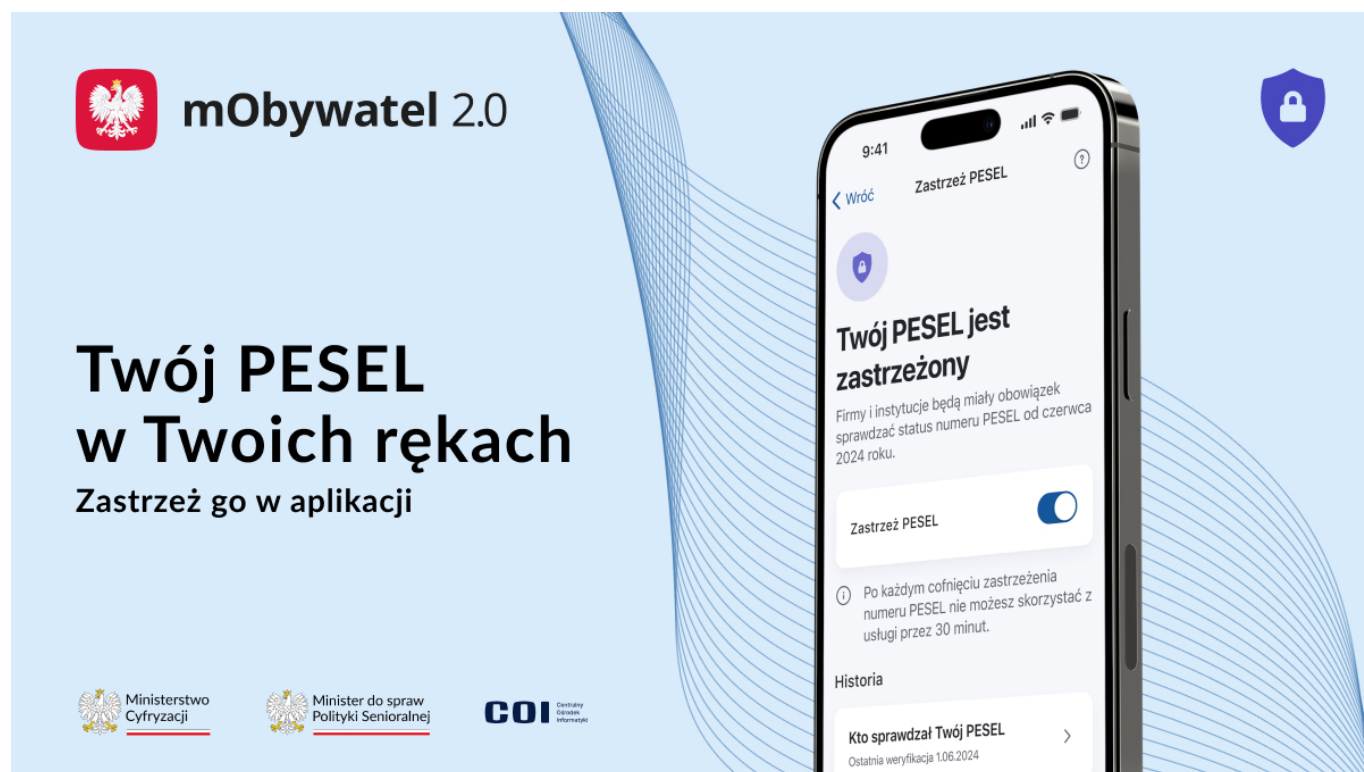 mObywatel 2.0
Twój PESEL
w Twoich rękach
Zastrzeż go w aplikacji
Ministerstwo
Cyfryzacji
Minister do spraw
Polityki Senioralnej
COI
Centralny
Ośrodek
Informatyki
9:41
Wróć
Zastrzeż PESEL
?
Twój PESEL jest
zastrzeżony
Firmy i instytucje będą miały obowiązek
sprawdzać status numeru PESEL od czerwca
2024 roku.
Zastrzeż PESEL
Po każdym cofnięciu zastrzeżenia
numeru PESEL nie możesz skorzystać z
usługi przez 30 minut.
Historia
Kto sprawdzał Twój PESEL
Ostatnia weryfikacja 1.06.2024